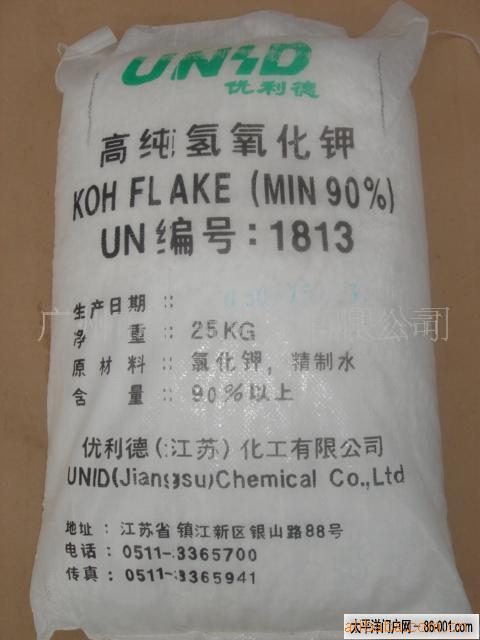 UNID
优利德
高纯氢氧化钾
KOH FLAKE (MIN 90%)
UN编号:1813
生产日期:
净 重:25KG
原材料:氯化钾,精制水
含 量:90%以上
优利德(江苏)化工有限公司
UNID(Jiangsu)Chemical Co.,Ltd
地址:江苏省镇江新区银山路88号
电话:0511-3365700
传真:0511-3365941
太平洋门户网-86-001.com